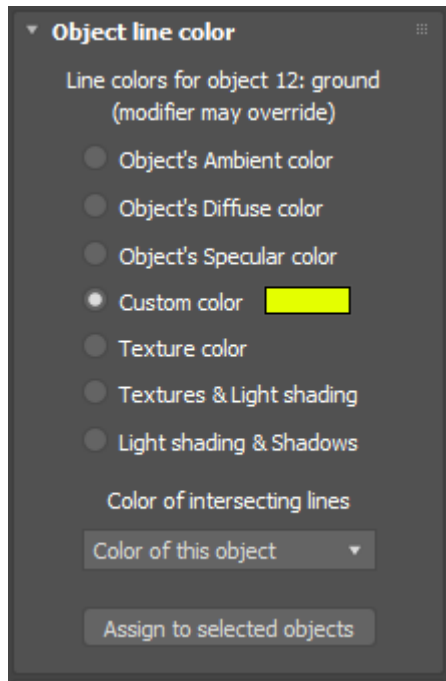 Object line color
Line colors for object 12: ground
(modifier may override)
Object's Ambient color
Object's Diffuse color
Object's Specular color
Custom color
Texture color
Textures & Light shading
Light shading & Shadows
Color of intersecting lines
Color of this object
Assign to selected objects